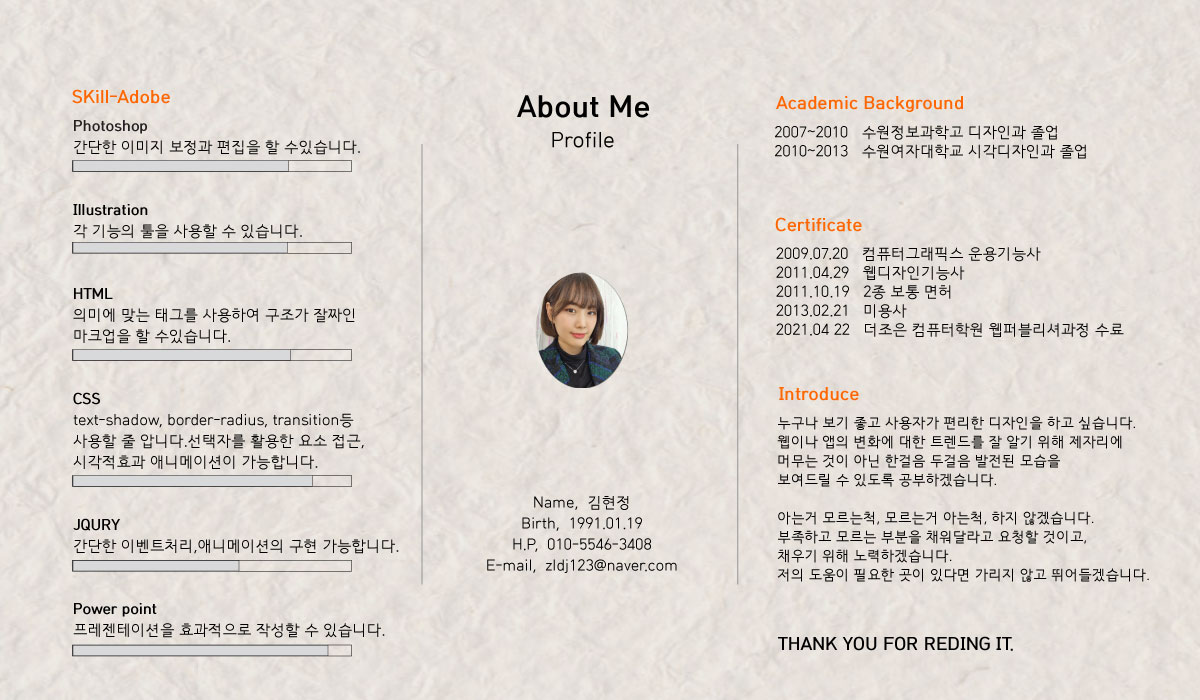 SKill-Adobe
Photoshop
간단한 이미지 보정과 편집을 할 수있습니다.
Illustration
각 기능의 툴을 사용할 수 있습니다.
HTML
의미에 맞는 태그를 사용하여 구조가 잘짜인
마크업을 할 수있습니다.
CSS
text-shadow, border-radius, transition등
사용할 줄 압니다.선택자를 활용한 요소 접근,
시각적효과 애니메이션이 가능합니다.
JQURY
간단한 이벤트처리,애니메이션의 구현 가능합니다.
Power point
프레젠테이션을 효과적으로 작성할 수 있습니다.
About Me
Profile
Name, 김현정
Birth, 1991.01.19
H.P, 010-5546-3408
E-mail, zldj123@naver.com
Academic Background
2007~2010 수원정보과학고 디자인과 졸업
2010~2013 수원여자대학교 시각디자인과 졸업
Certificate
2009.07.20 컴퓨터그래픽스 운용기능사
2011.04.29 웹디자인기능사
2011.10.19 2종 보통 면허
2013.02.21 미용사
2021.04 22 더조은 컴퓨터학원 웹퍼블리셔과정 수료
Introduce
누구나 보기 좋고 사용자가 편리한 디자인을 하고 싶습니다.
웹이나 앱의 변화에 대한 트렌드를 잘 알기 위해 제자리에
머무는 것이 아닌 한걸음 두걸음 발전된 모습을
보여드릴 수 있도록 공부하겠습니다.
아는거 모르는척, 모르는거 아는척, 하지 않겠습니다.
부족하고 모르는 부분을 채워달라고 요청할 것이고,
채우기 위해 노력하겠습니다.
저의 도움이 필요한 곳이 있다면 가리지 않고 뛰어들겠습니다.
THANK YOU FOR REDING IT.